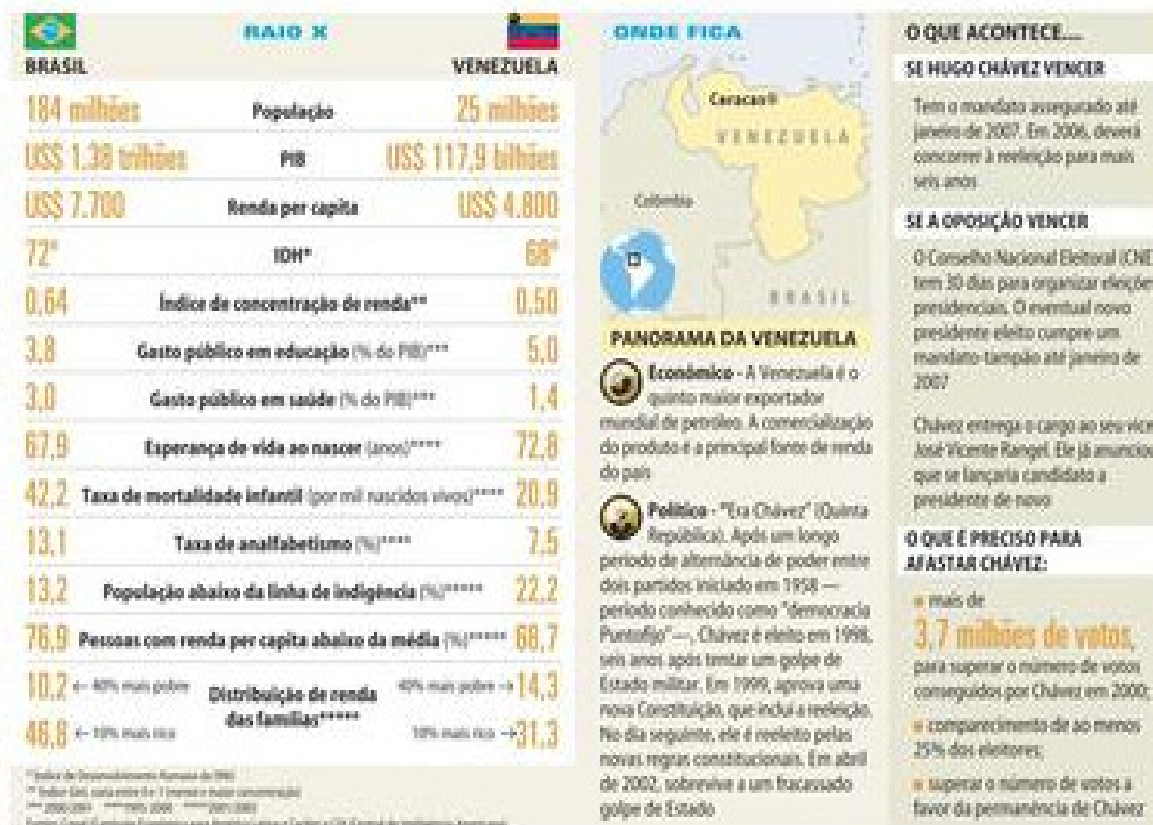 RAIO X
BRASIL VENEZUELA
184 milhões População 25 milhões
US$ 1.38 trilhões PIB US$ 117,9 bilhões
US$ 7.700 Renda per capita US$ 4.800
72º IDH* 68º
0,64 Índice de concentração de renda** 0,50
3,8 Gasto público em educação (% do PIB)*** 5,0
3,0 Gasto público em saúde (% do PIB)*** 1,4
67,9 Esperança de vida ao nascer (anos)**** 72,8
42,2 Taxa de mortalidade infantil (por mil nascidos vivos)**** 20,9
13,1 Taxa de analfabetismo (%)**** 7,5
13,2 População abaixo da linha de indigência (%)***** 22,2
76,9 Pessoas com renda per capita abaixo da média (%)***** 68,7
10,2 ← 40% mais pobre Distribuição de renda 40% mais pobre → 14,3
das famílias*****
46,8 ← 10% mais rico 10% mais rico → 31,3
* Índice de Desenvolvimento Humano da ONU
ONDE FICA
Caracas
VENEZUELA
Colômbia
BRASIL
PANORAMA DA VENEZUELA
Econômico - A Venezuela é o
quinto maior exportador
mundial de petróleo. A comercialização
do produto é a principal fonte de renda
do país
Política - "Era Chávez" (Quinta
República). Após um longo
período de alternância de poder entre
dois partidos iniciado em 1958 —
período conhecido como "democracia
Puntofijo"—, Chávez é eleito em 1998,
seis anos após tentar um golpe de
Estado militar. Em 1999, aprova uma
nova Constituição, que inclui a reeleição.
No dia seguinte, ele é reeleito pelas
novas regras constitucionais. Em abril
de 2002, sobrevive a um fracassado
golpe de Estado
O QUE ACONTECE...
SE HUGO CHÁVEZ VENCER
Tem o mandato assegurado até
janeiro de 2007. Em 2006, deverá
concorrer à reeleição para mais
seis anos
SE A OPOSIÇÃO VENCER
O Conselho Nacional Eleitoral (CNE
tem 30 dias para organizar eleições
presidenciais. O eventual novo
presidente eleito cumpre um
mandato-tampão até janeiro de
2007
Chávez entrega o cargo ao seu vice
José Vicente Rangel. Ele já anunciou
que se lançaria candidato a
presidente de novo
O QUE É PRECISO PARA
AFASTAR CHÁVEZ:
mais de
3,7 milhões de votos,
para superar o número de votos
conseguidos por Chávez em 2000;
comparecimento de ao menos
25% dos eleitores;
superar o número de votos a
favor da permanência de Chávez